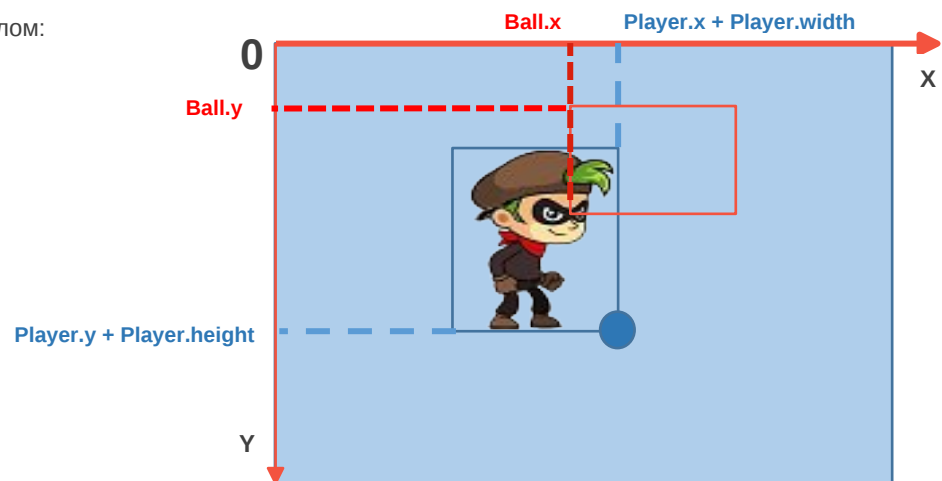 лом:
Ball.x
Player.x + Player.width
0
X
Ball.y
Player.y + Player.height
Y